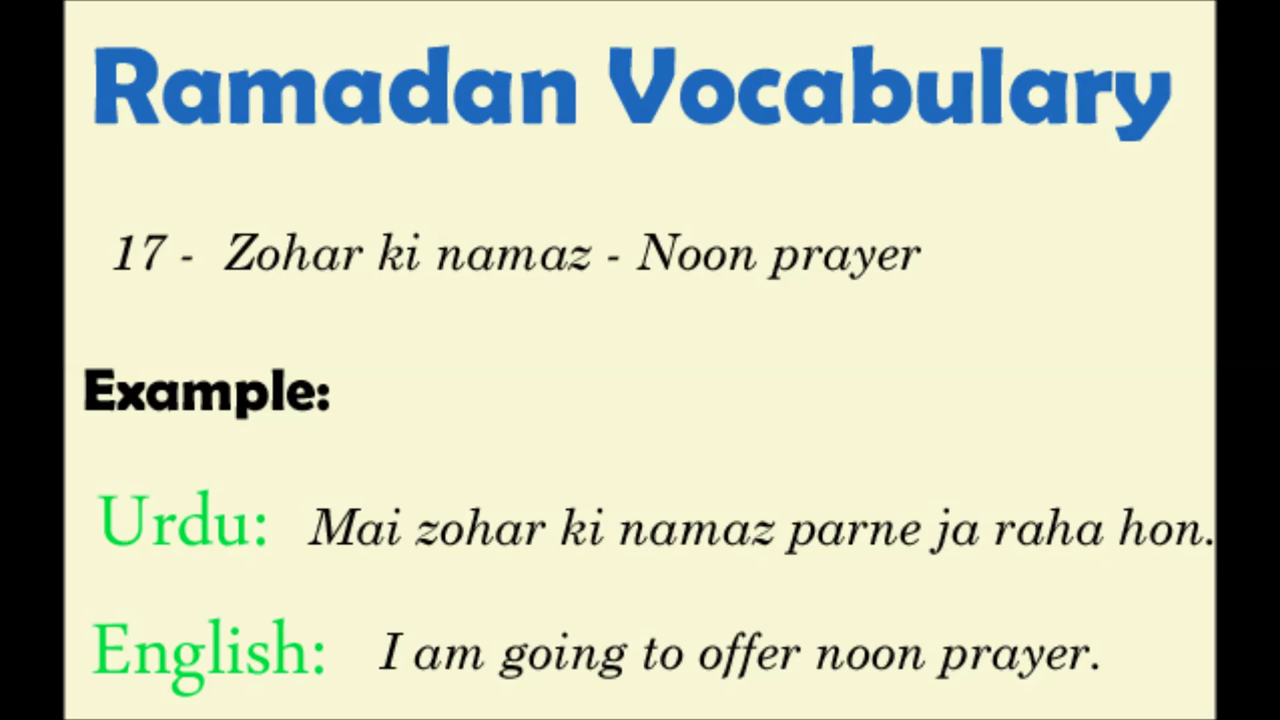 Ramadan Vocabulary
17 - Zohar ki namaz - Noon prayer
Example:
Urdu: Mai zohar ki namaz parne ja raha hon.
English: I am going to offer noon prayer.